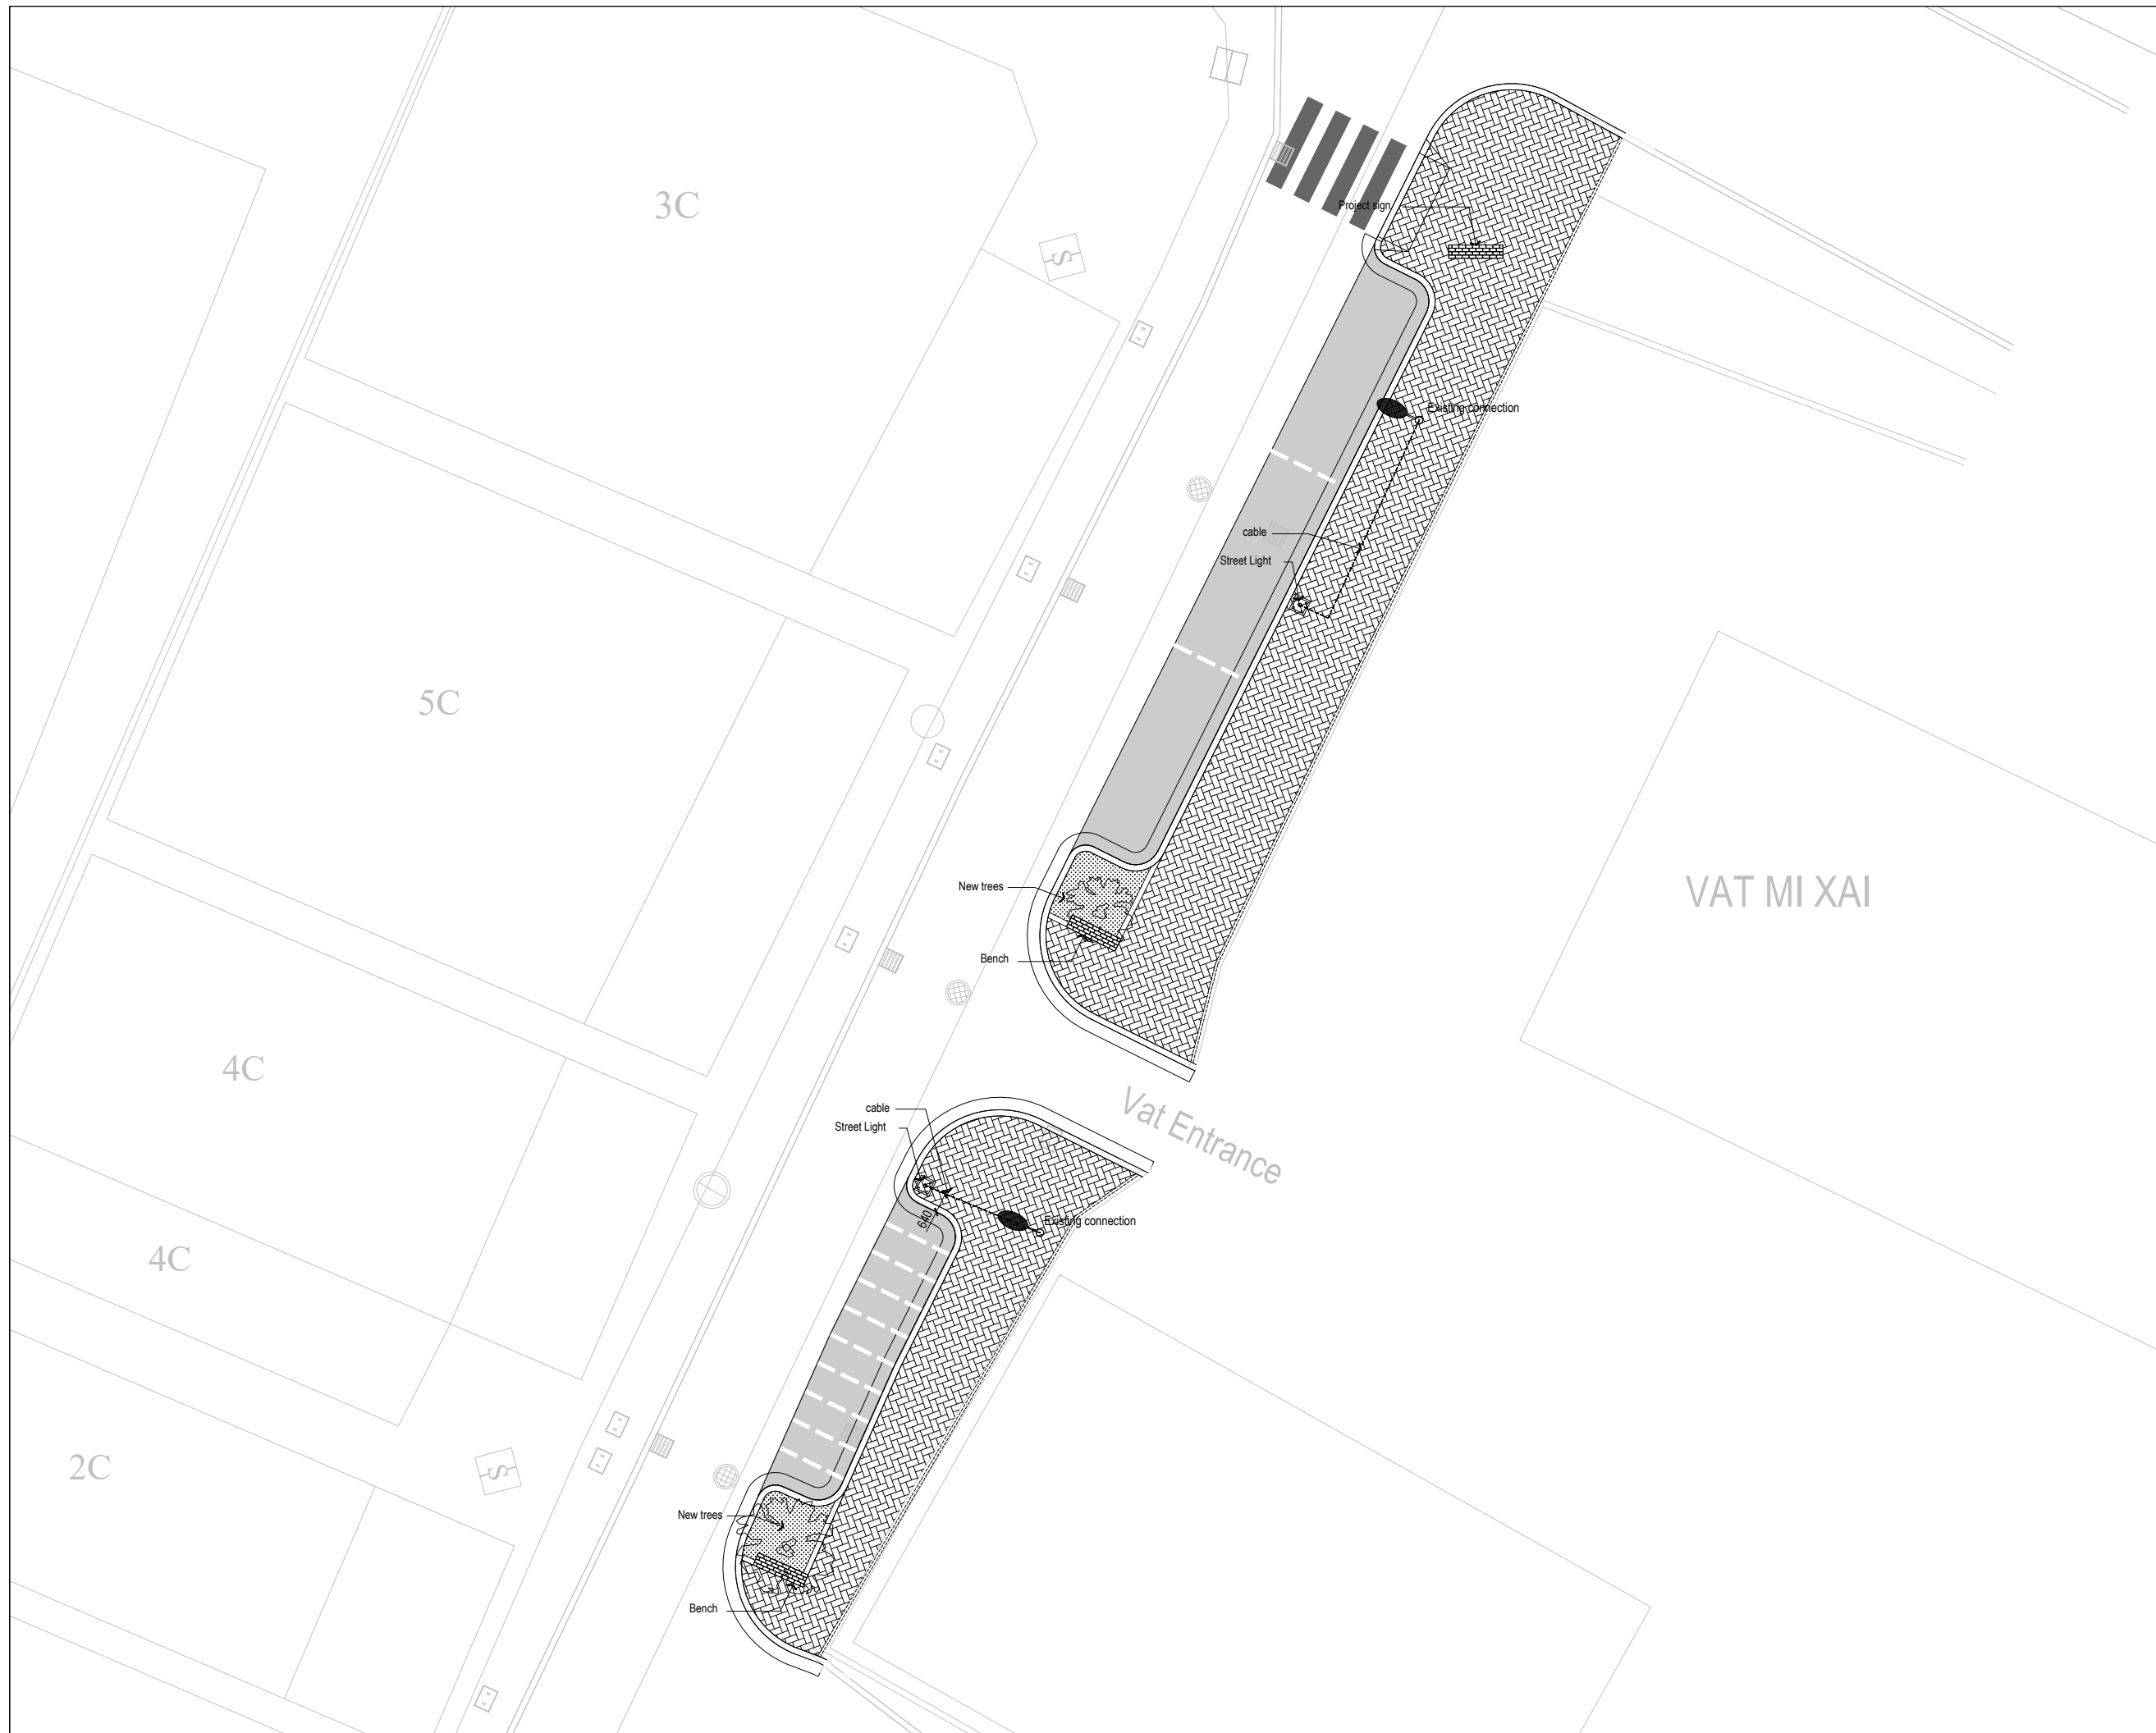 3C
S
Project sign
Existing connection
cable
Street Light
5C
New trees
VAT MI XAI
Bench
4C
cable
Vat Entrance
Street Light
640
Existing connection
4C
2C
S
New trees
Bench